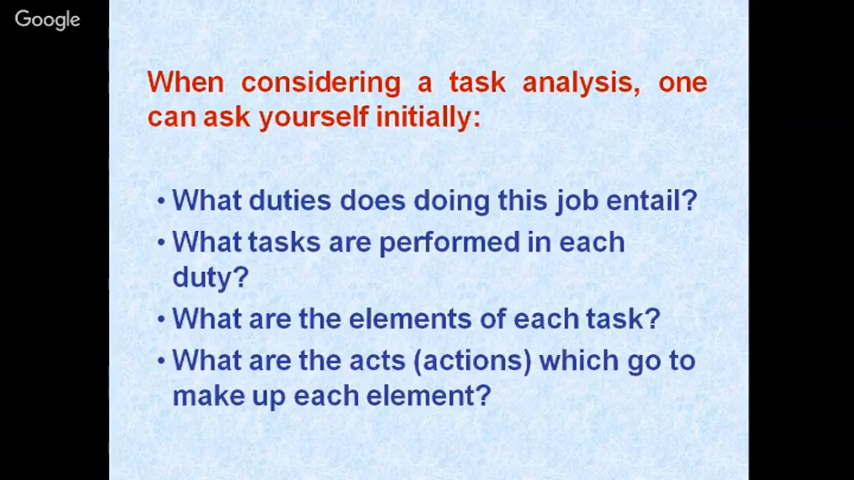 Google
When considering a task analysis, one
can ask yourself initially:
• What duties does doing this job entail?
• What tasks are performed in each
duty?
• What are the elements of each task?
• What are the acts (actions) which go to
make up each element?